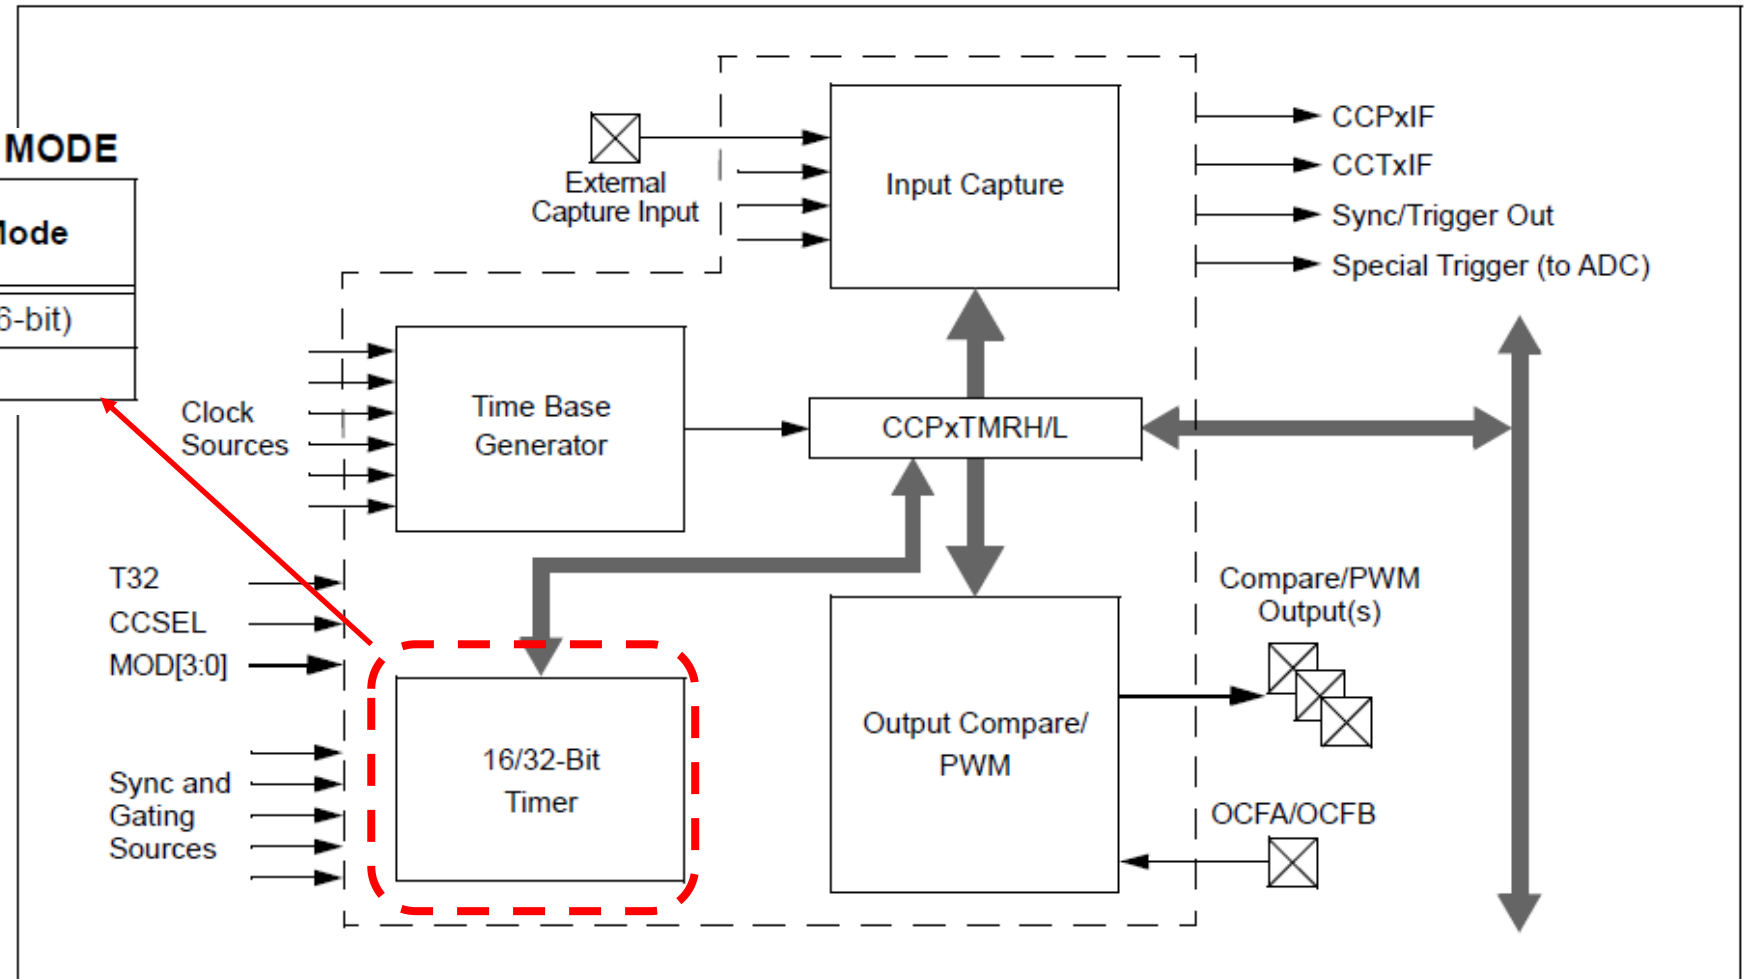 MODE
Mode
6-bit)
External
Capture Input
Input Capture
CCPxIF
CCTxIF
Sync/Trigger Out
Special Trigger (to ADC)
Clock
Sources
Time Base
Generator
CCPxTMRH/L
T32
CCSEL
MOD[3:0]
Sync and
Gating
Sources
16/32-Bit
Timer
Output Compare/
PWM
Compare/PWM
Output(s)
OCFA/OCFB